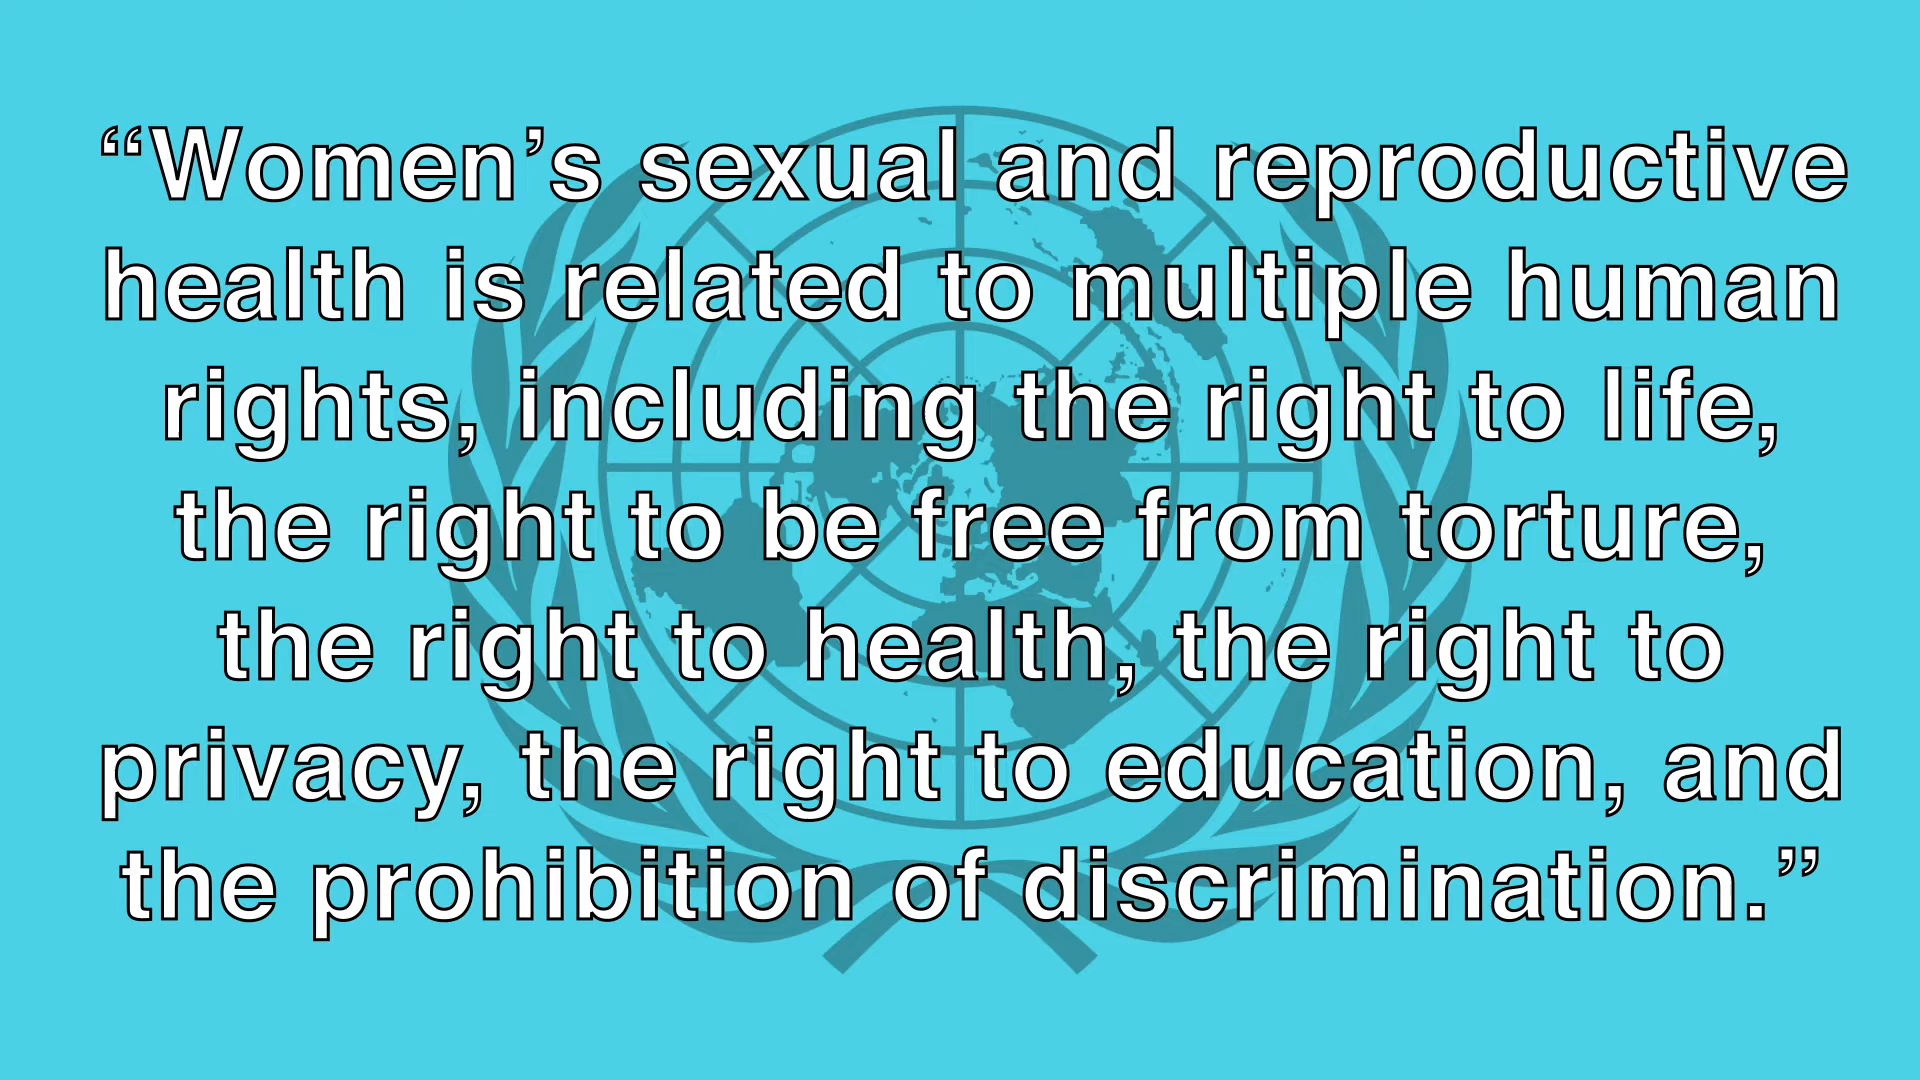 “Women’s sexual and reproductive
health is related to multiple human
rights, including the right to life,
the right to be free from torture,
the right to health, the right to
privacy, the right to education, and
the prohibition of discrimination.”